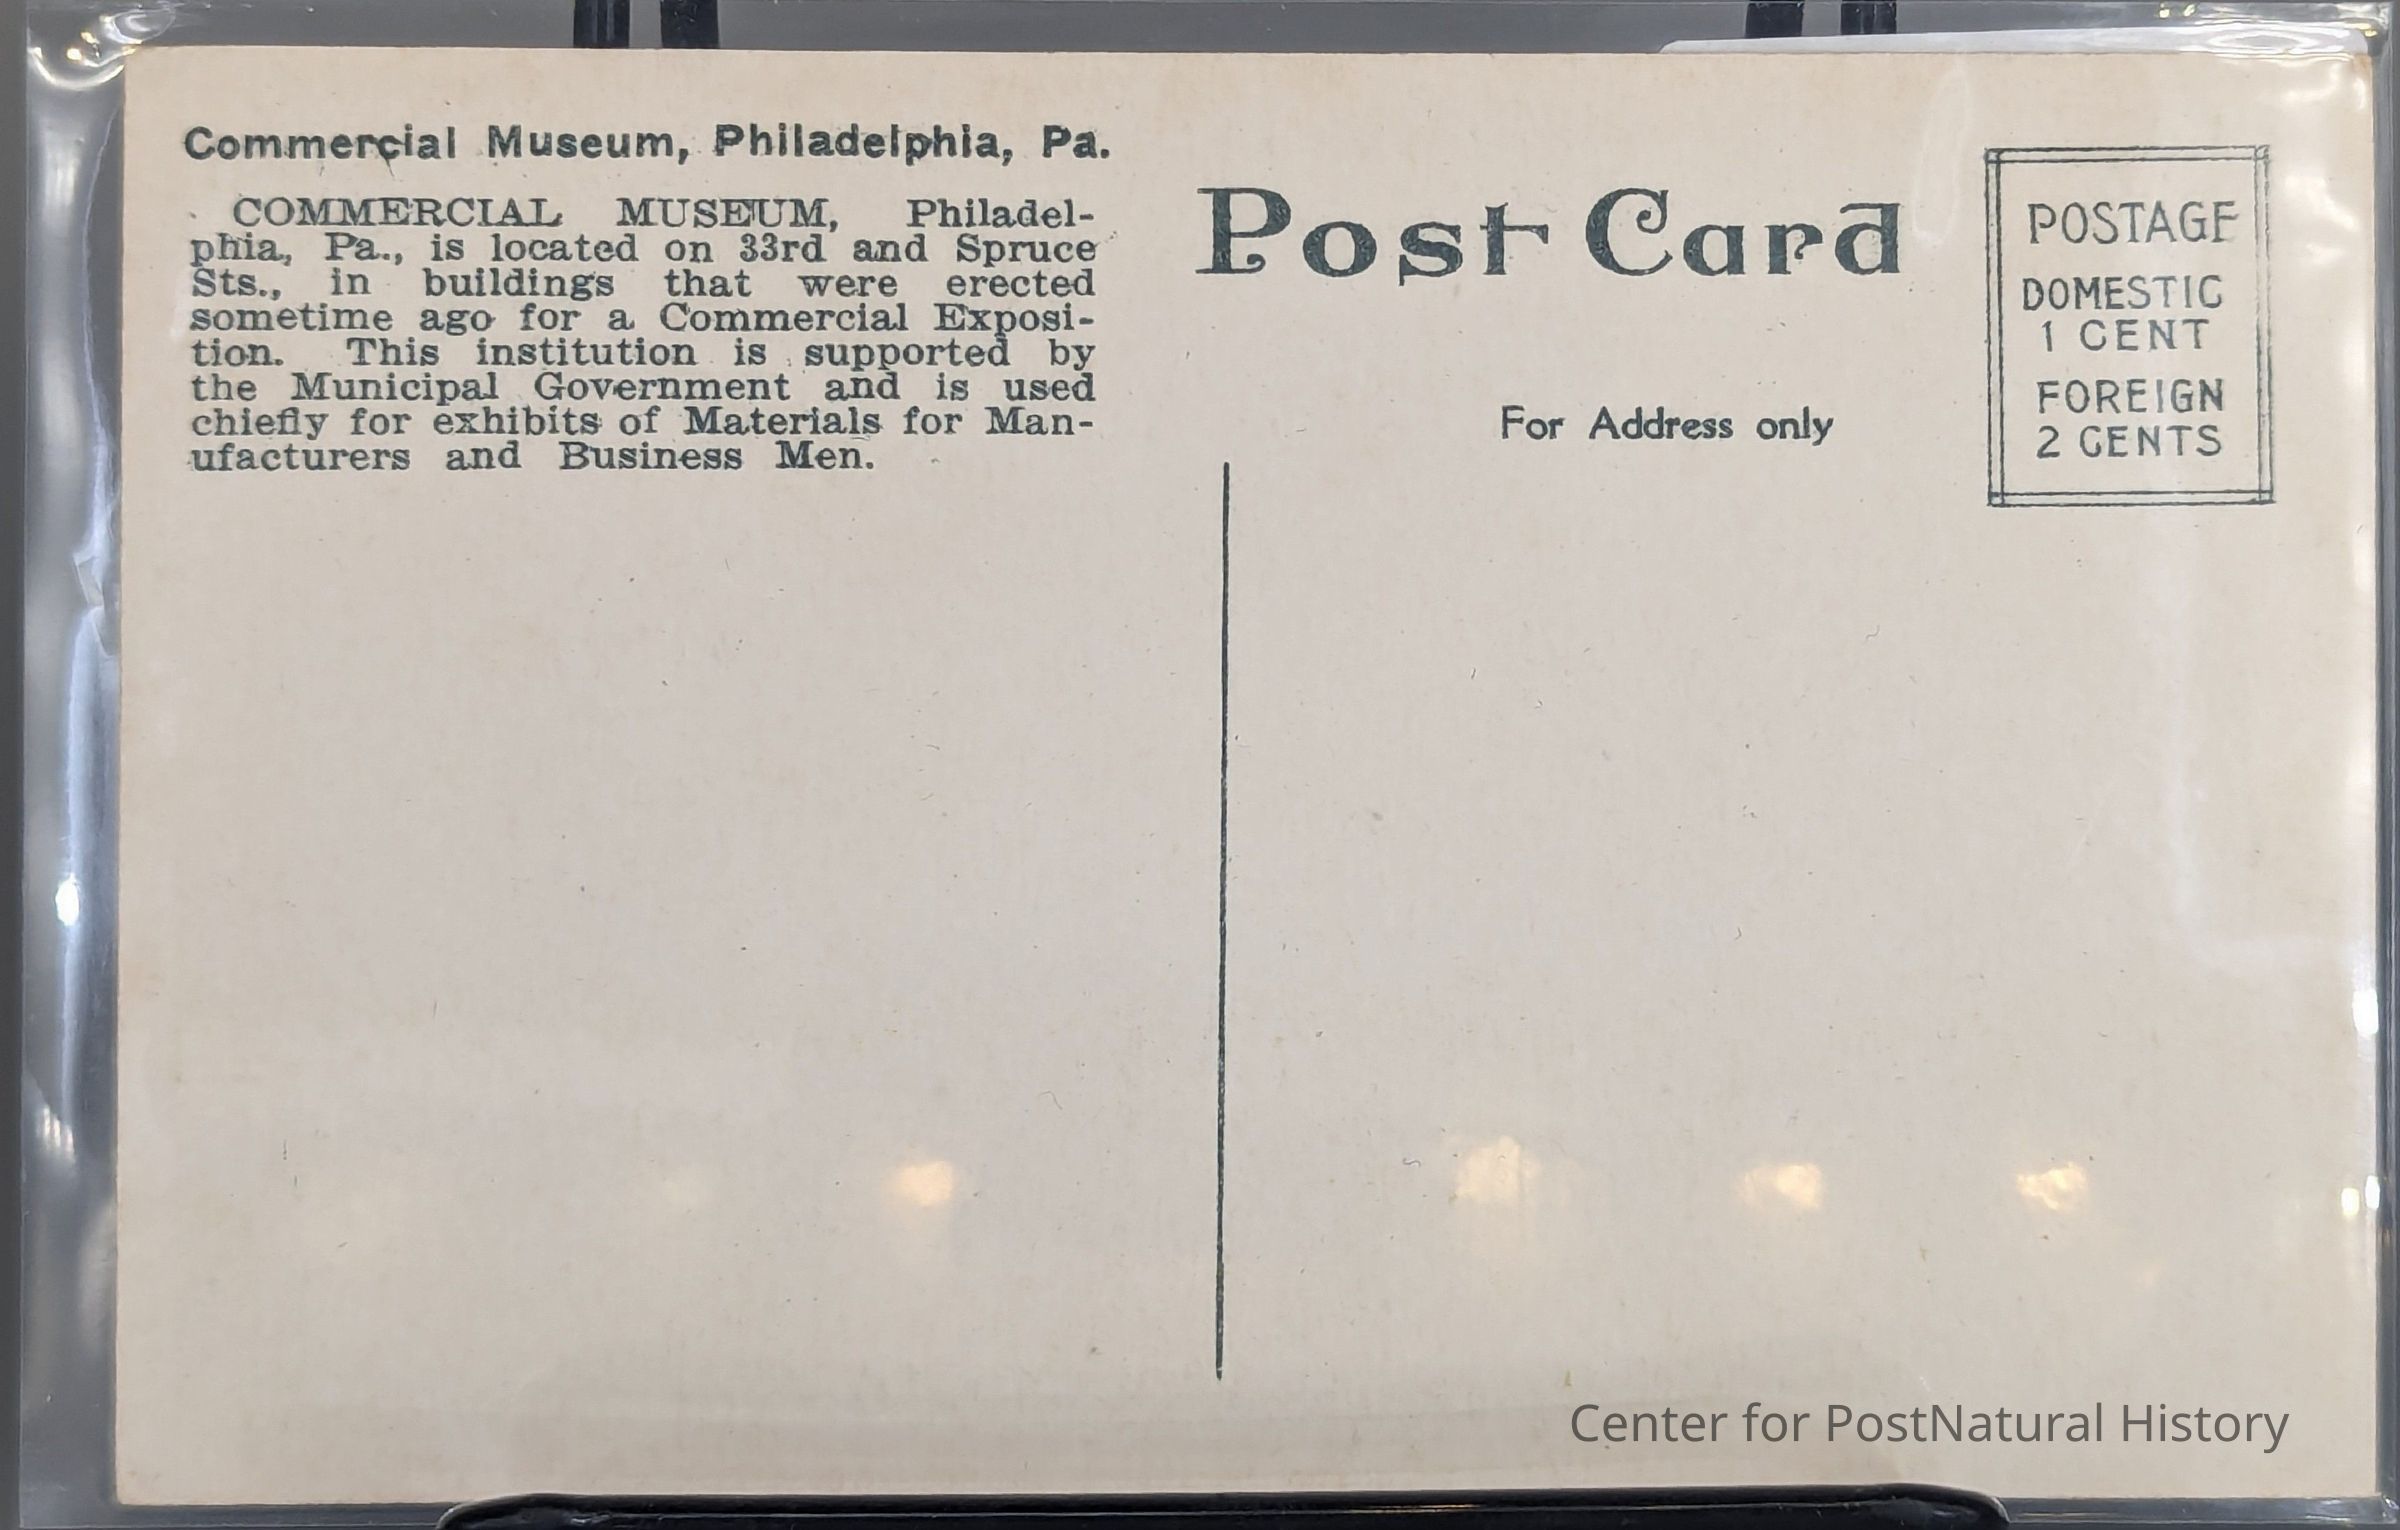 Commercial Museum, Philadelphia, Pa.
COMMERCIAL MUSEUM, Philadel-
phia, Pa., is located on 33rd and Spruce
Sts., in buildings that were erected
sometime ago for a Commercial Exposi-
tion. This institution is supported by
the Municipal Government and is used
chiefly for exhibits of Materials for Man-
ufacturers and Business Men.
Post Card
For Address only
POSTAGE
DOMESTIC
1 CENT
FOREIGN
2 CENTS
Center for PostNatural History